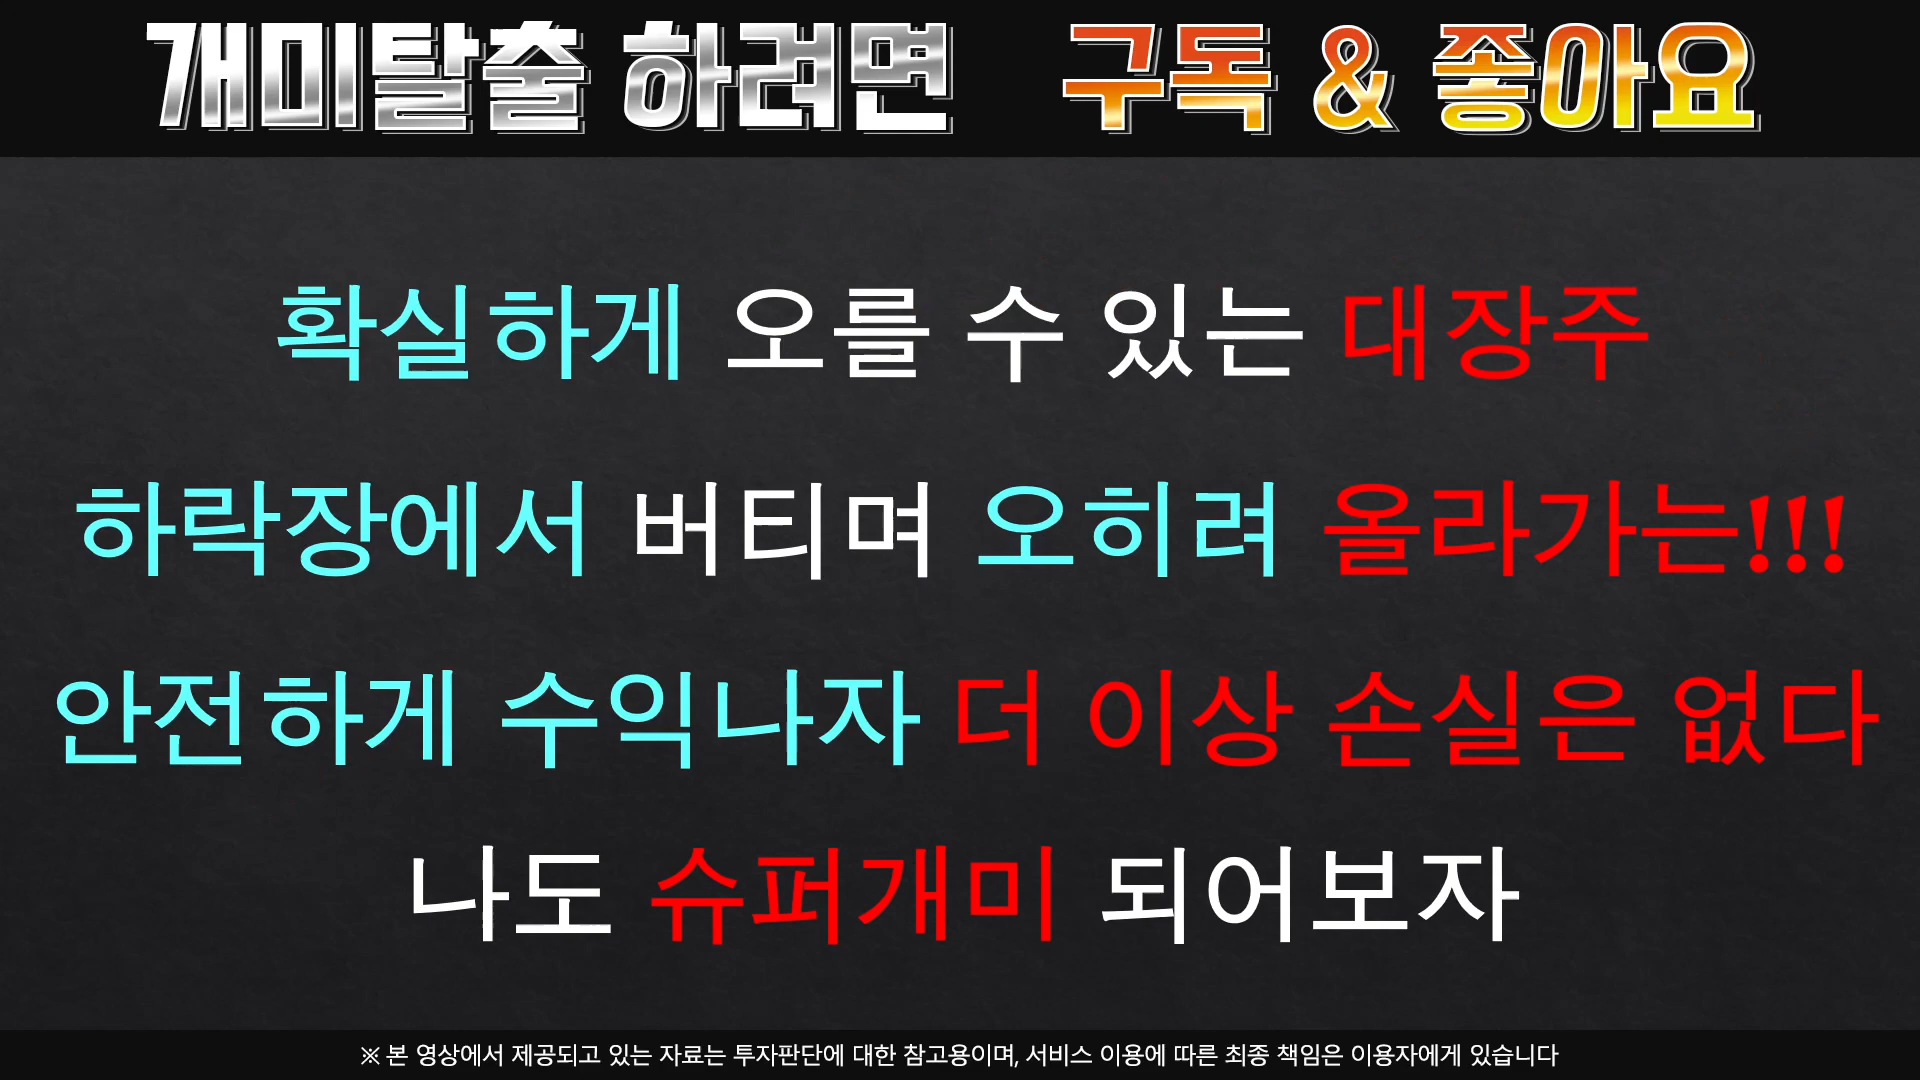 개미탈출 하려면 구독 & 좋아요
확실하게 오를 수 있는 대장주
하락장에서 버티며 오히려 올라가는!!!
안전하게 수익나자 더 이상 손실은 없다
나도 슈퍼개미 되어보자
※ 본 영상에서 제공되고 있는 자료는 투자판단에 대한 참고용이며, 서비스 이용에 따른 최종 책임은 이용자에게 있습니다